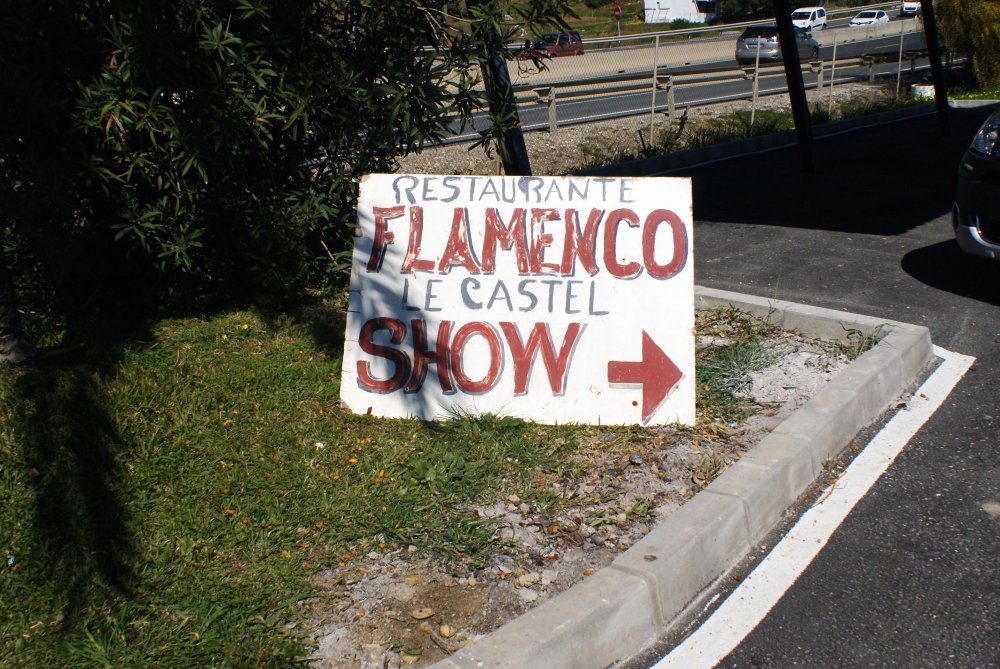 RESTAURANTE
FLAMENCO
LE CASTEL
SHOW